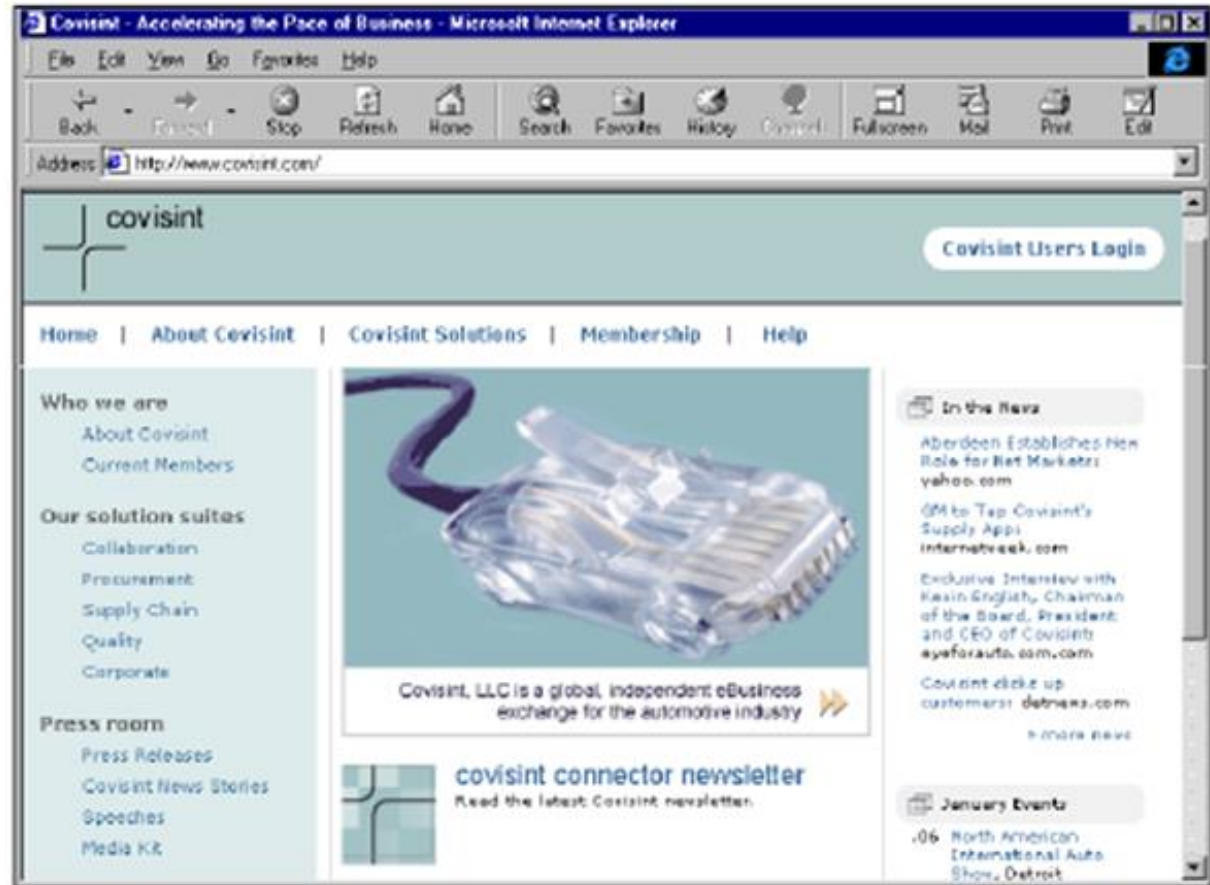 Covisint - Accelerating the Pace of Business - Microsoft Internet Explorer
File Edit View Go Favorites Help
Back Forward Stop Refresh Home Search Favorites History Channels Fullscreen Mail Print Edit
Address http://www.covisint.com/
covisint
Covisint Users Login
Home | About Covisint | Covisint Solutions | Membership | Help
Who we are
About Covisint
Current Members
Our solution suites
Collaboration
Procurement
Supply Chain
Quality
Corporate
Press room
Press Releases
Covisint News Stories
Speeches
Media Kit
Covisint, LLC is a global, independent eBusiness
exchange for the automotive industry
covisint connector newsletter
Read the latest Covisint newsletter.
In the News
Aberdeen Establishes New
Role for Net Markets:
yahoo.com
GM to Tap Covisint's
Supply Apps
internetweek.com
Exclusive Interview with
Kevin English, Chairman
of the Board, President
and CEO of Covisint:
eyeforauto.com.com
Covisint clicks up
customers: detnews.com
» more news
January Events
.06 North American
International Auto
Show, Detroit